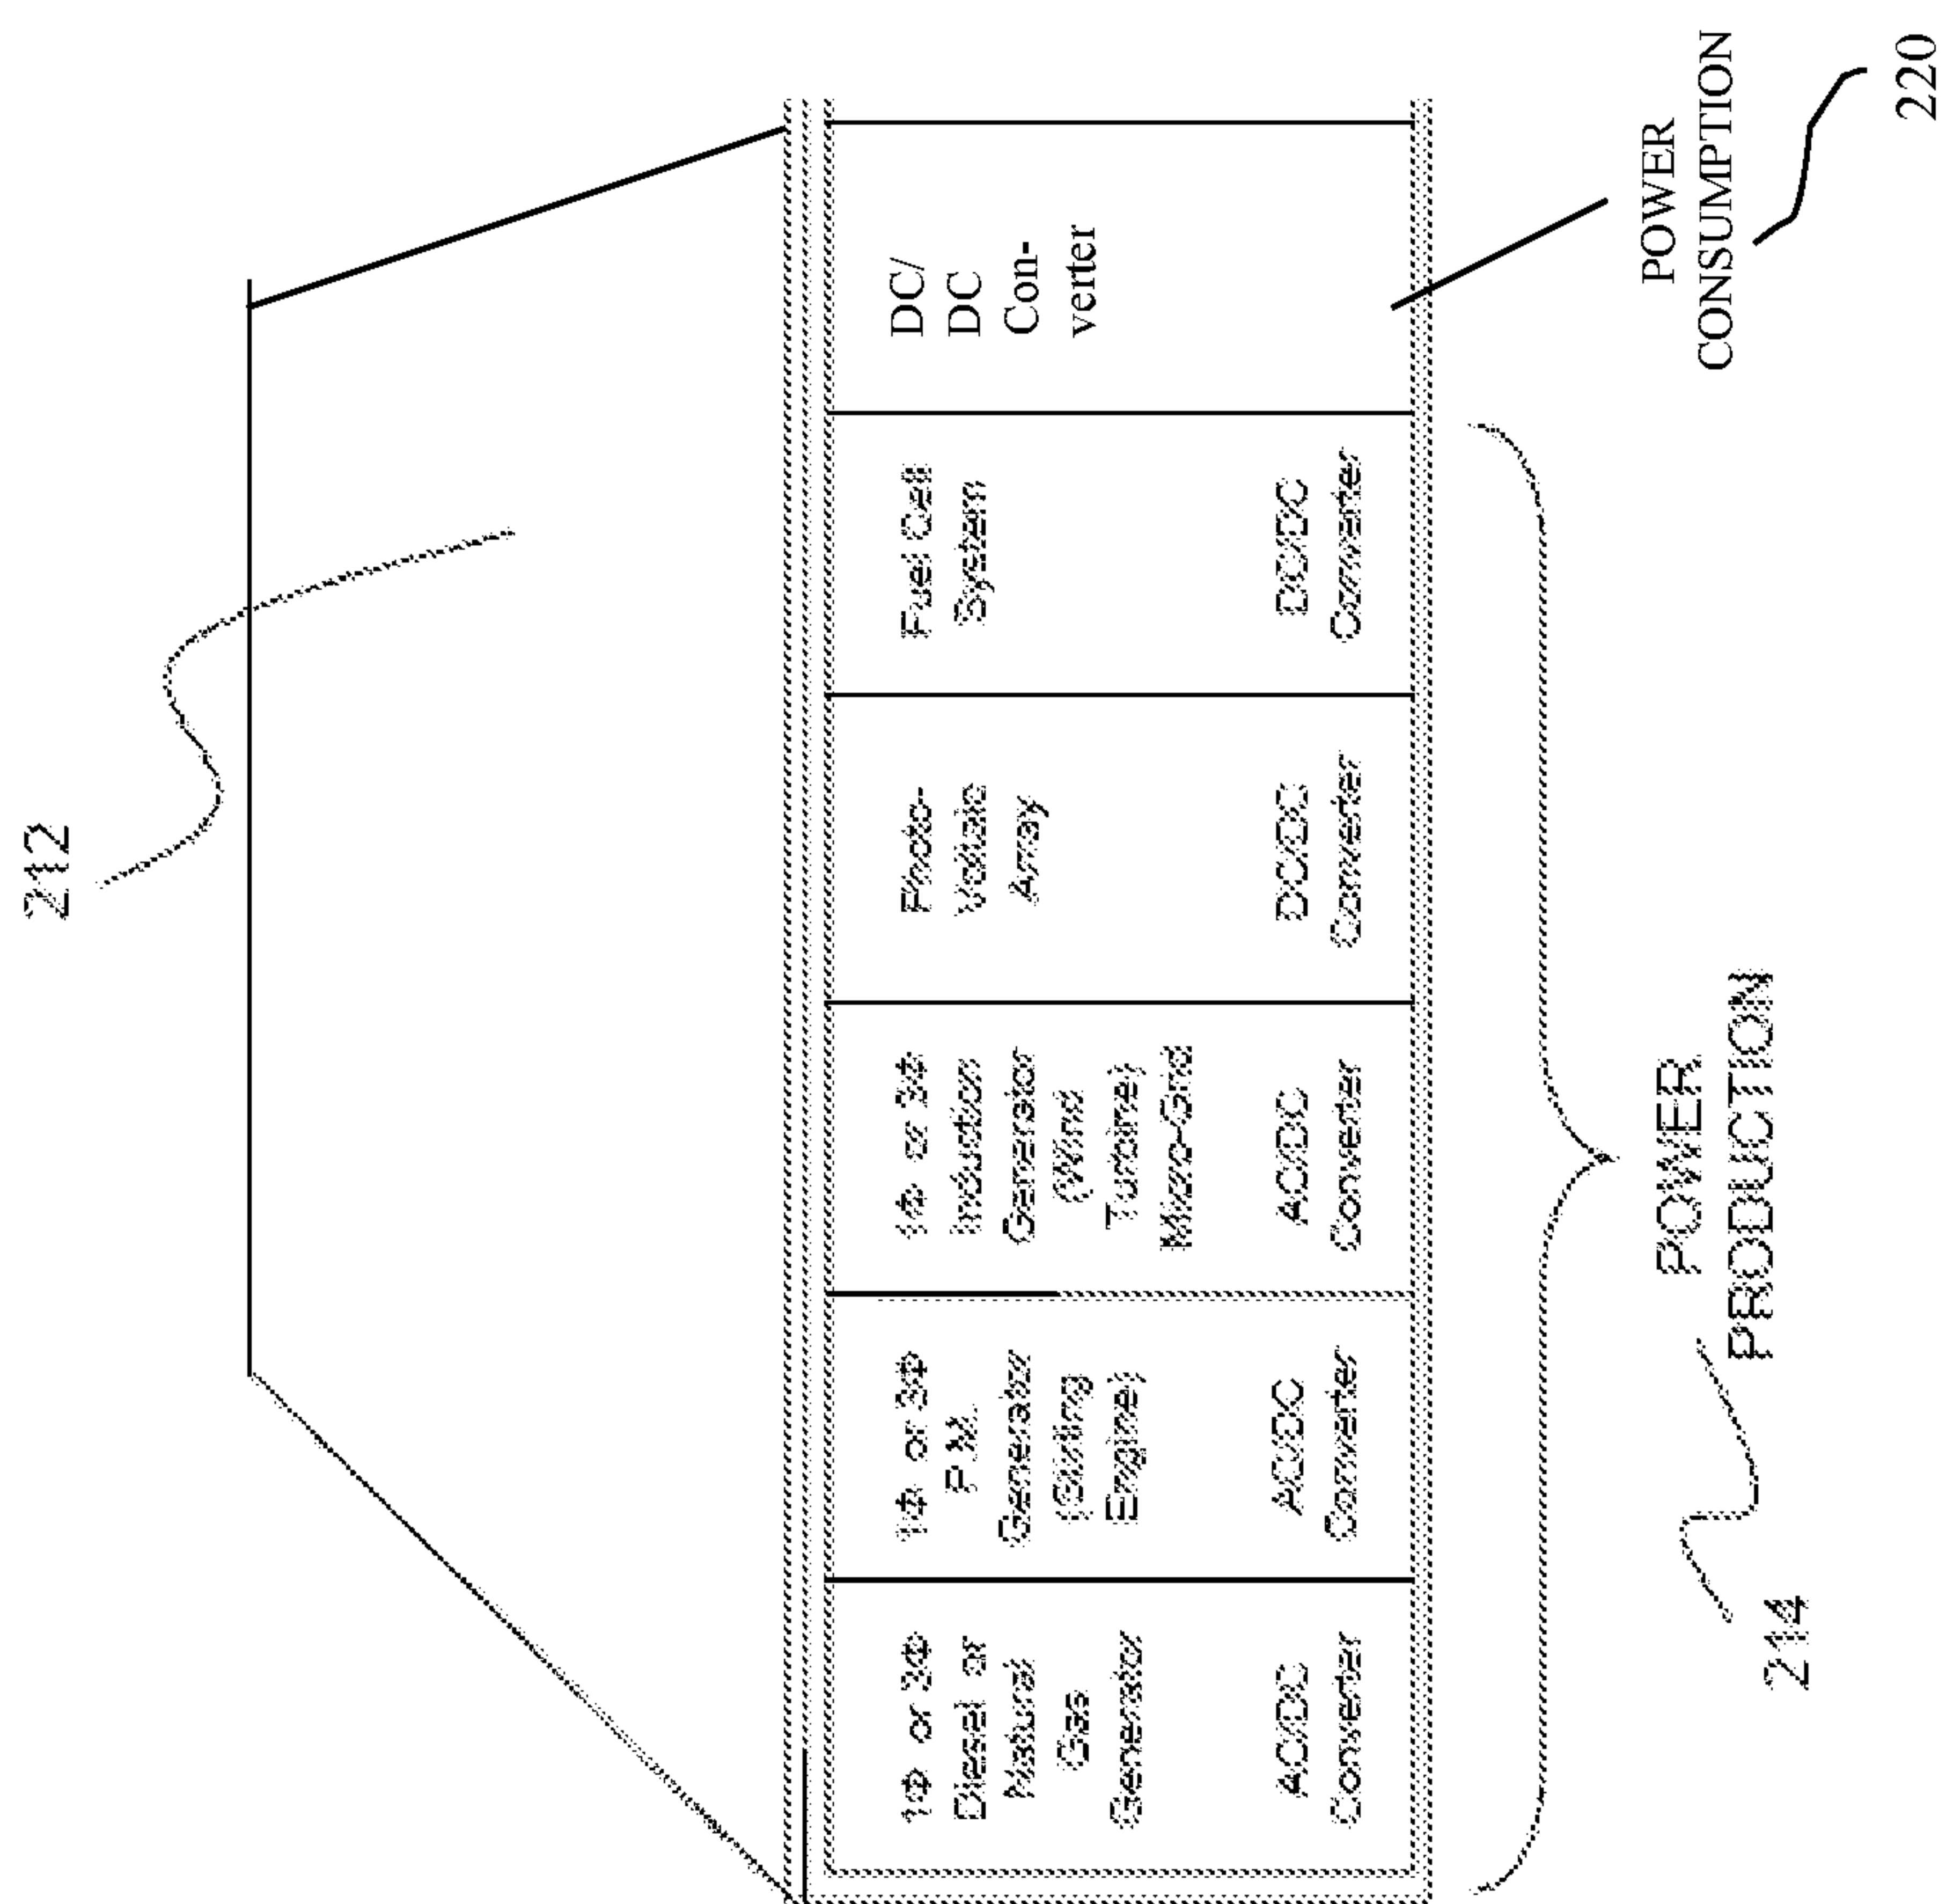 212
1Φ or 3Φ
Diesel or
Natural
Gas
Generator
AC/DC
Converter
1Φ or 3Φ
P.M.
Generator
(Stirling
Engine)
AC/DC
Converter
1Φ or 3Φ
Induction
Generator
(Wind
Turbine)
Micro-Grid
AC/DC
Converter
Photo-
Voltaic
Array
DC/DC
Converter
Fuel Cell
System
DC/DC
Converter
DC/
DC
Con-
verter
POWER
PRODUCTION
214
POWER
CONSUMPTION
220